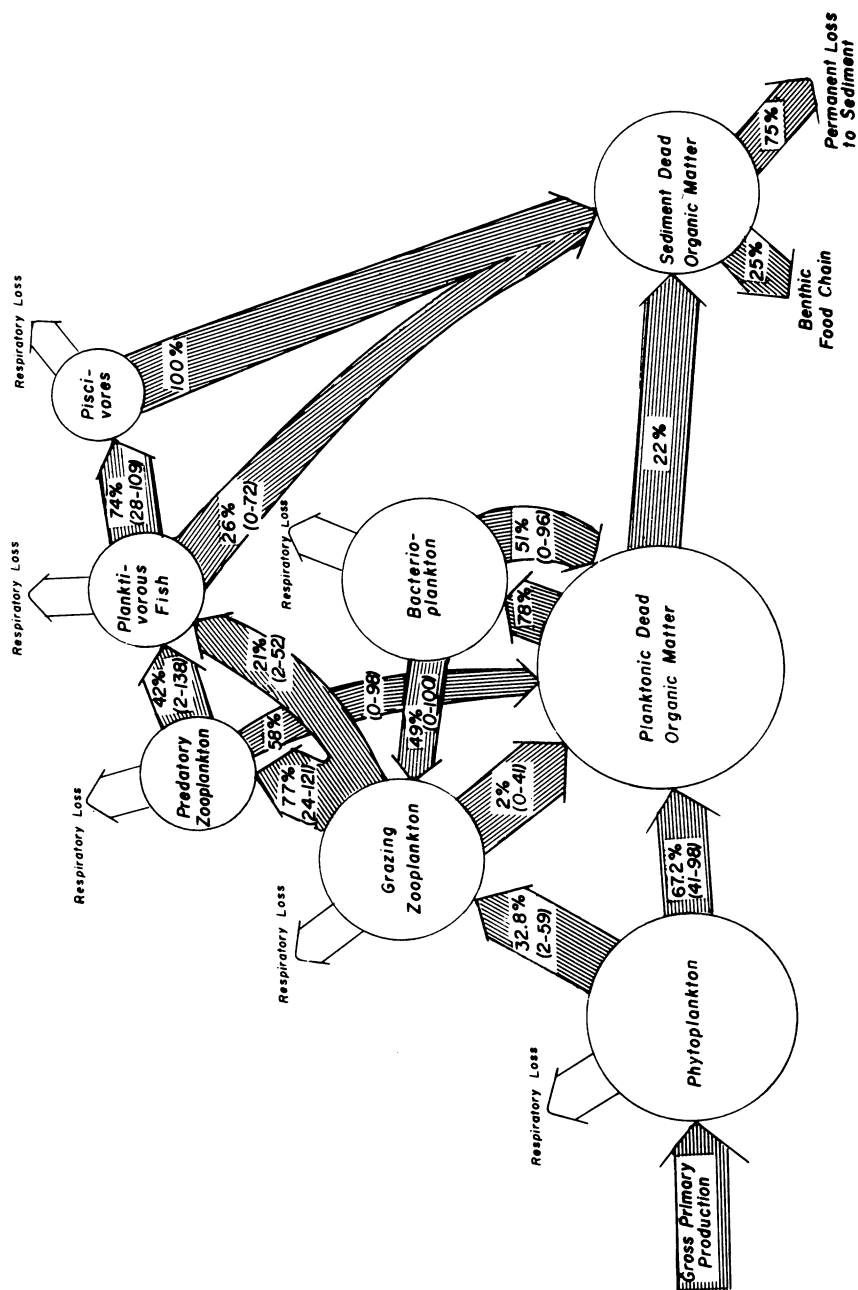 Gross Primary
Production
Respiratory Loss
Phytoplankton
32.8%
(2-59)
67.2%
(41-98)
Respiratory Loss
Grazing
Zooplankton
2%
(0-41)
Planktonic Dead
Organic Matter
Respiratory Loss
Predatory
Zooplankton
77%
(24-121)
21%
(2-52)
58%
(0-98)
49%
(0-100)
42%
(2-138)
Respiratory Loss
Plankti-
vorous
Fish
Respiratory Loss
Bacterio-
plankton
78%
51%
(0-96)
74%
(28-109)
26%
(0-72)
Respiratory Loss
Pisci-
vores
100%
22%
Sediment Dead
Organic Matter
25%
Benthic
Food Chain
75%
Permanent Loss
to Sediment